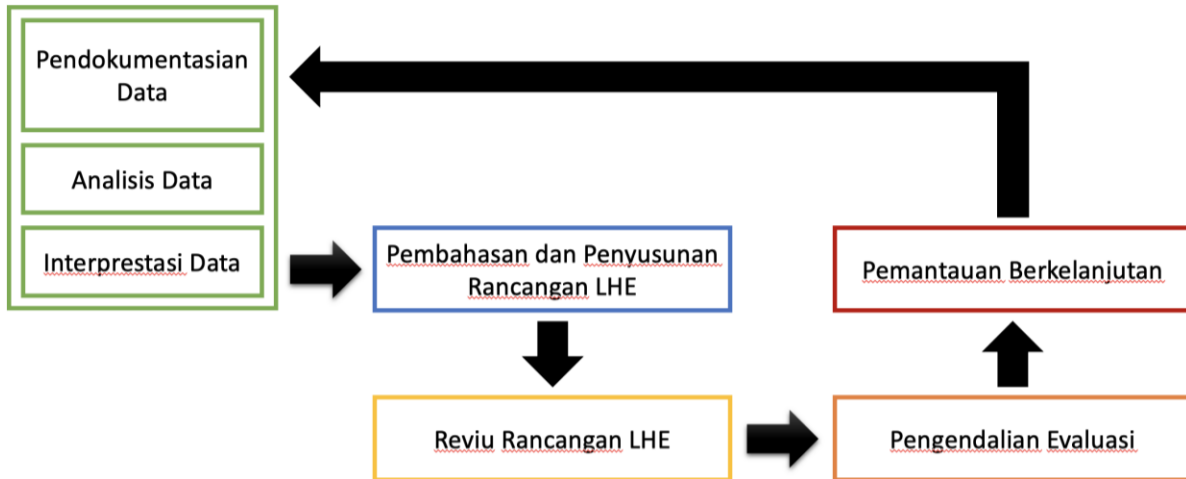 Pendokumentasian
Data
Analisis Data
Interprestasi Data
Pembahasan dan Penyusunan
Rancangan LHE
Pemantauan Berkelanjutan
Reviu Rancangan LHE
Pengendalian Evaluasi